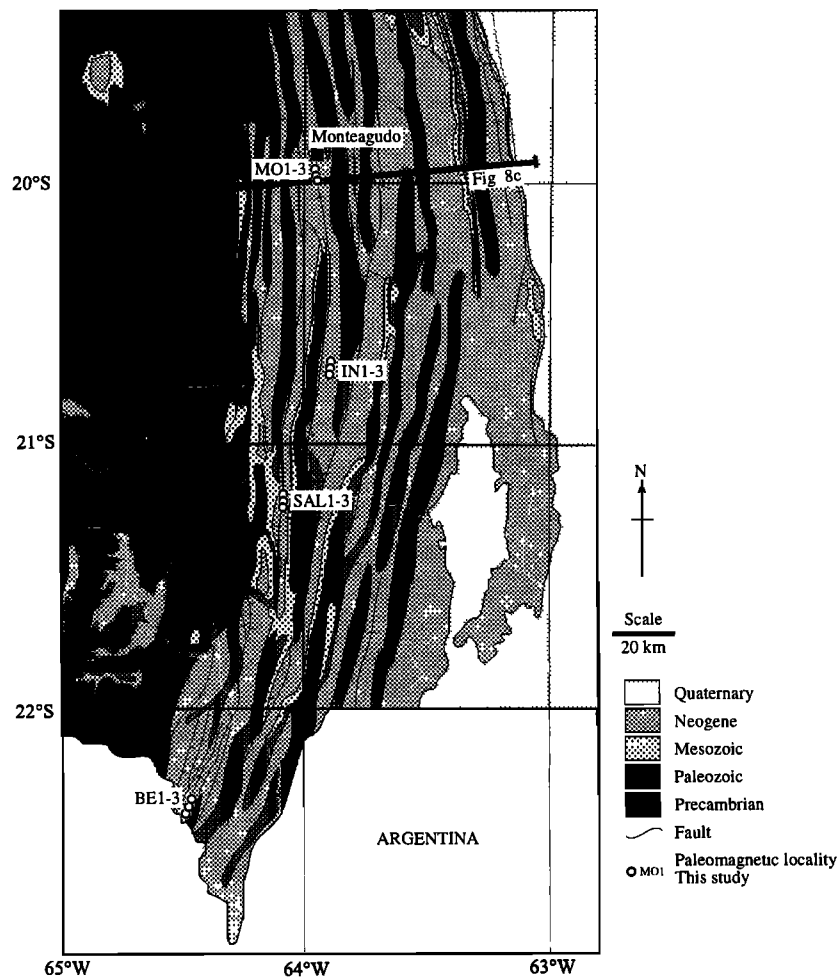 Monteagudo
MO1-3
20°S
Fig 8c
IN1-3
21°S
SAL1-3
N
Scale
20 km
22°S
BE1-3
ARGENTINA
Quaternary
Neogene
Mesozoic
Paleozoic
Precambrian
Fault
MO1 Paleomagnetic locality
This study
65°W
64°W
63°W